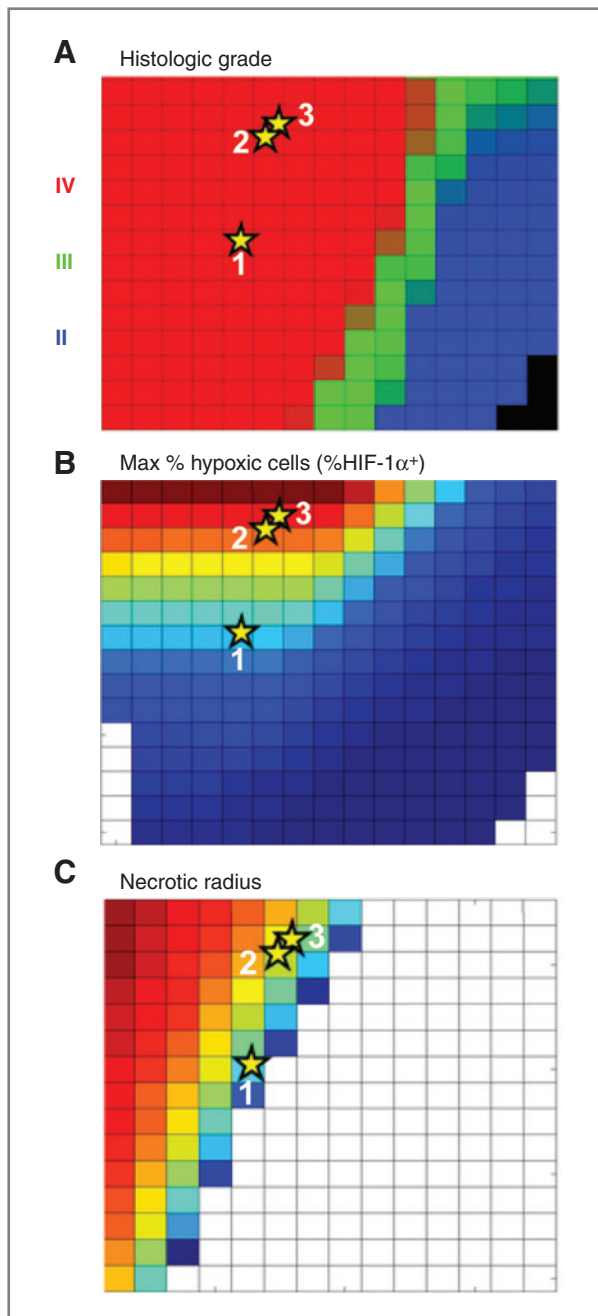 A
Histologic grade
3
2
IV
1
III
II
B
Max % hypoxic cells (%HIF-1α+)
3
2
1
C
Necrotic radius
3
2
1